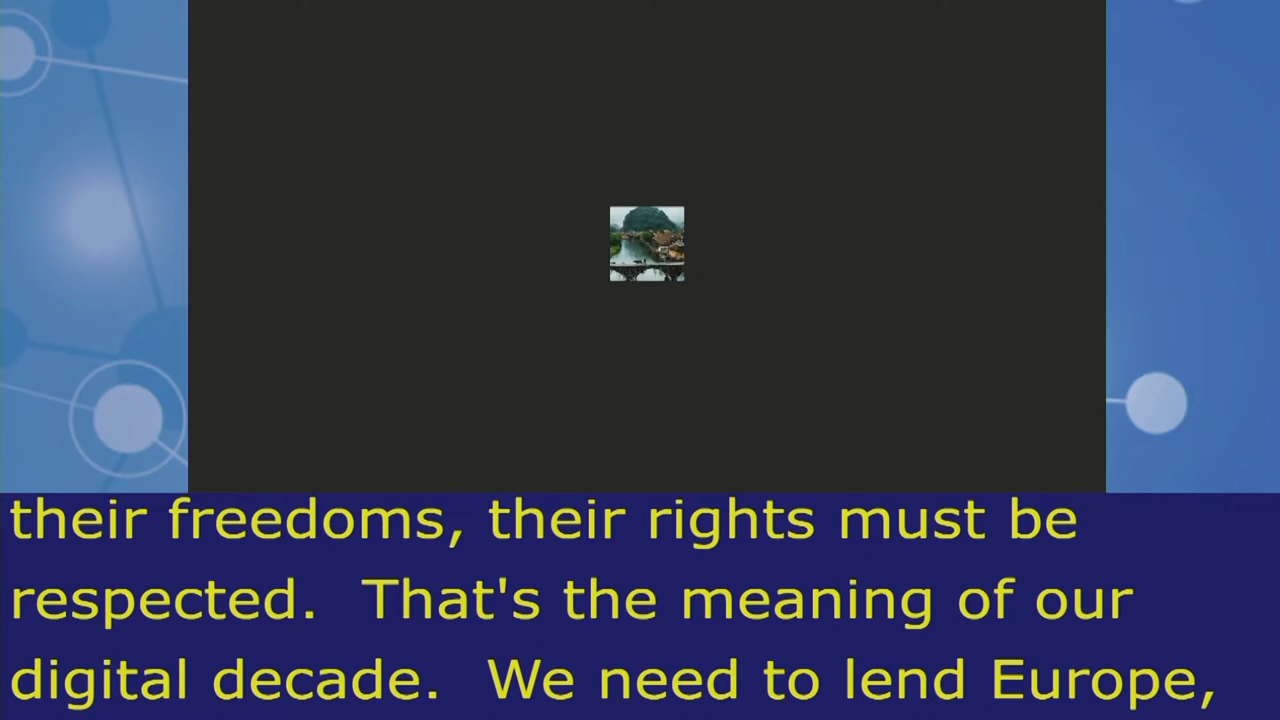 their freedoms, their rights must be
respected.  That's the meaning of our
digital decade.  We need to lend Europe,